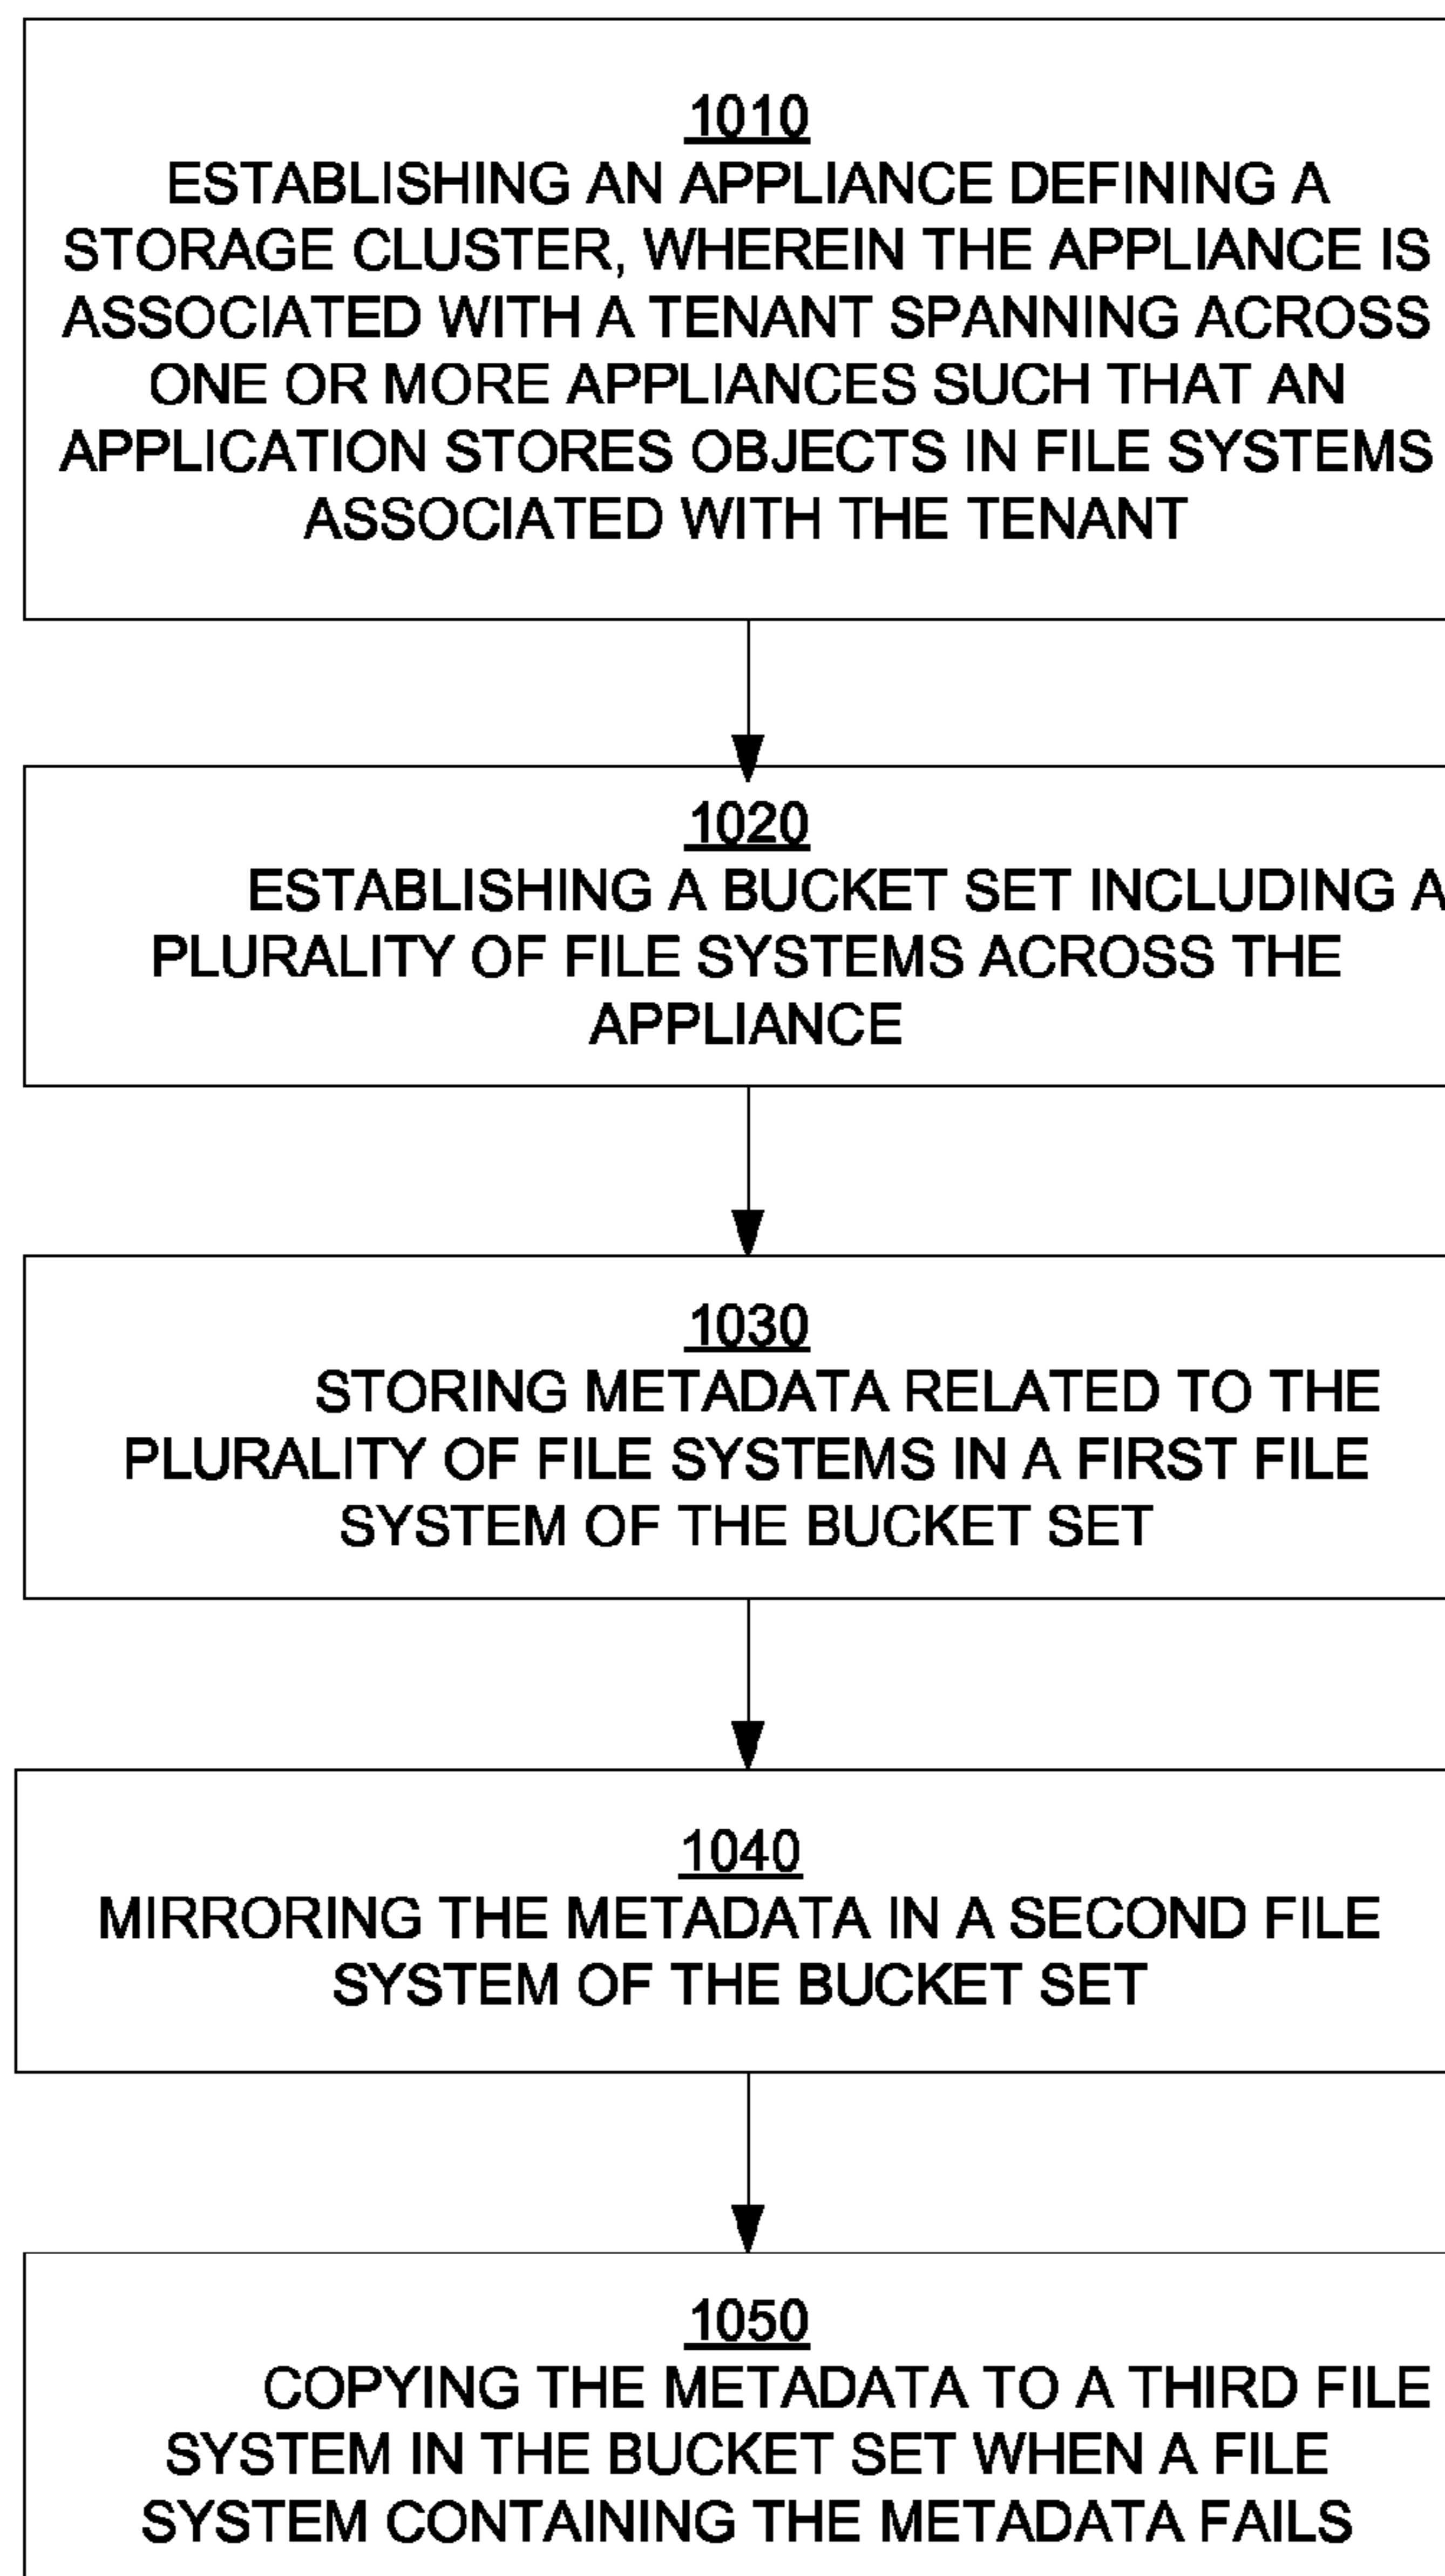 1010
ESTABLISHING AN APPLIANCE DEFINING A
STORAGE CLUSTER, WHEREIN THE APPLIANCE IS
ASSOCIATED WITH A TENANT SPANNING ACROSS
ONE OR MORE APPLIANCES SUCH THAT AN
APPLICATION STORES OBJECTS IN FILE SYSTEMS
ASSOCIATED WITH THE TENANT
1020
ESTABLISHING A BUCKET SET INCLUDING A
PLURALITY OF FILE SYSTEMS ACROSS THE
APPLIANCE
1030
STORING METADATA RELATED TO THE
PLURALITY OF FILE SYSTEMS IN A FIRST FILE
SYSTEM OF THE BUCKET SET
1040
MIRRORING THE METADATA IN A SECOND FILE
SYSTEM OF THE BUCKET SET
1050
COPYING THE METADATA TO A THIRD FILE
SYSTEM IN THE BUCKET SET WHEN A FILE
SYSTEM CONTAINING THE METADATA FAILS